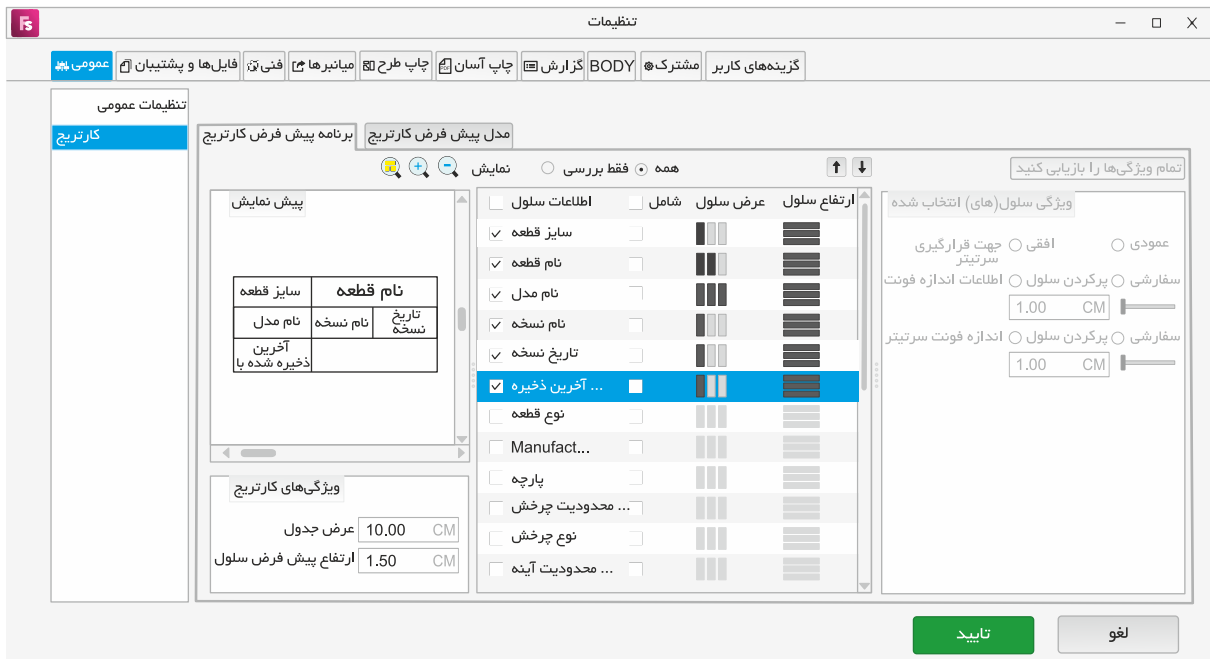 Fs
تنظیمات
عمومی
فایل‌ها و پشتیبان
فنی
میانبرها
چاپ طرح
چاپ آسان
گزارش
BODY
مشترک
گزینه‌های کاربر
تنظیمات عمومی
کارتریج
برنامه پیش فرض کارتریج
مدل پیش فرض کارتریج
نمایش
فقط بررسی
همه
تمام ویژگی‌ها را بازیابی کنید
پیش نمایش
سایز قطعه
نام قطعه
نام مدل
نام نسخه
تاریخ
نسخه
آخرین
ذخیره شده با
ویژگی‌های کارتریج
عرض جدول 10.00 CM
ارتفاع پیش فرض سلول 1.50 CM
اطلاعات سلول
شامل
عرض سلول
ارتفاع سلول
سایز قطعه
نام قطعه
نام مدل
نام نسخه
تاریخ نسخه
... آخرین ذخیره
نوع قطعه
Manufact...
پارچه
... محدودیت چرخش
نوع چرخش
... محدودیت آینه
ویژگی سلول(های) انتخاب شده
جهت قرارگیری
سرتیتر
افقی
عمودی
اطلاعات اندازه فونت
پرکردن سلول
سفارشی
1.00 CM
اندازه فونت سرتیتر
پرکردن سلول
سفارشی
1.00 CM
تایید
لغو